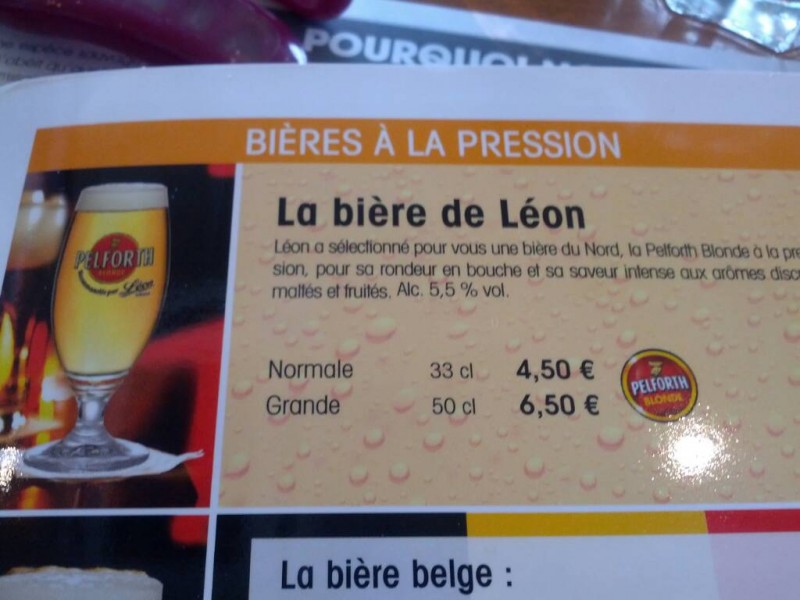 POURQUOI
BIÈRES À LA PRESSION
La bière de Léon
Léon a sélectionné pour vous une bière du Nord, la Pelforth Blonde à la pre
sion, pour sa rondeur en bouche et sa saveur intense aux arômes disc
maltés et fruités. Alc. 5,5 % vol.
PELFORTH
BLONDE
Léon
Normale 33 cl 4,50 €
Grande 50 cl 6,50 €
PELFORTH
BLONDE
La bière belge :